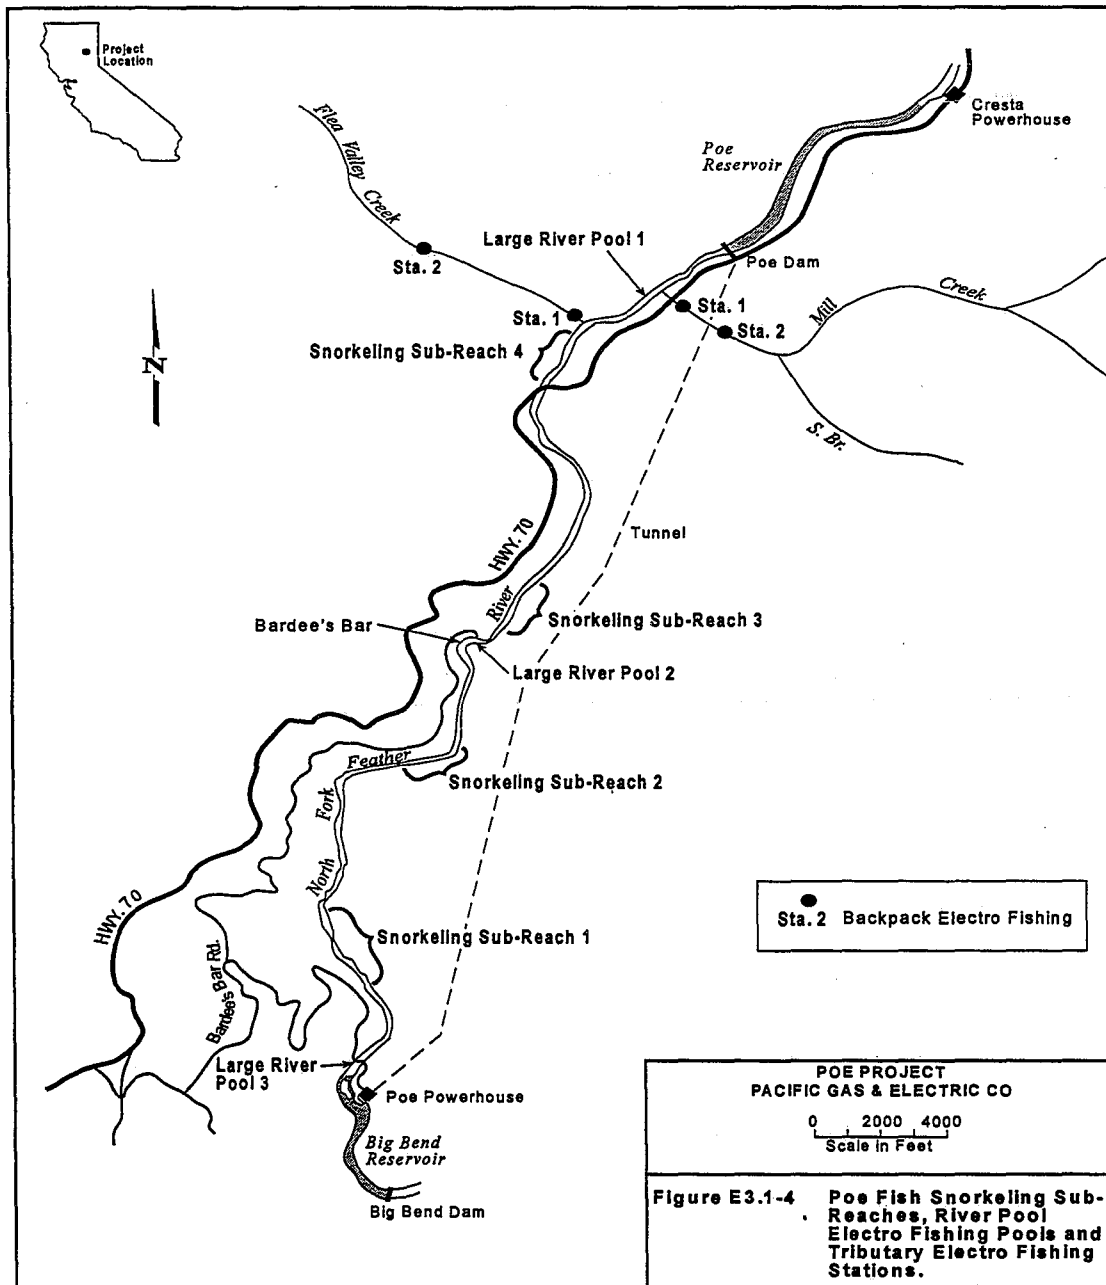 Project
Location
Cresta
Powerhouse
Flea Valley Creek
Poe
Reservoir
Large River Pool 1
Poe Dam
Sta. 2
Creek
Sta. 1
Sta. 1
Mill
Sta. 2
Snorkeling Sub-Reach 4
N
S. Br.
HWY. 70
Tunnel
River
Snorkeling Sub-Reach 3
Bardee's Bar
Large River Pool 2
Feather
Snorkeling Sub-Reach 2
Fork
North
HWY. 70
Sta. 2 Backpack Electro Fishing
Snorkeling Sub-Reach 1
Bardee's Bar Rd.
Large River
Pool 3
Poe Powerhouse
Big Bend
Reservoir
Big Bend Dam
POE PROJECT
PACIFIC GAS & ELECTRIC CO
0 2000 4000
Scale in Feet
Figure E3.1-4 Poe Fish Snorkeling Sub-
Reaches, River Pool
Electro Fishing Pools and
Tributary Electro Fishing
Stations.